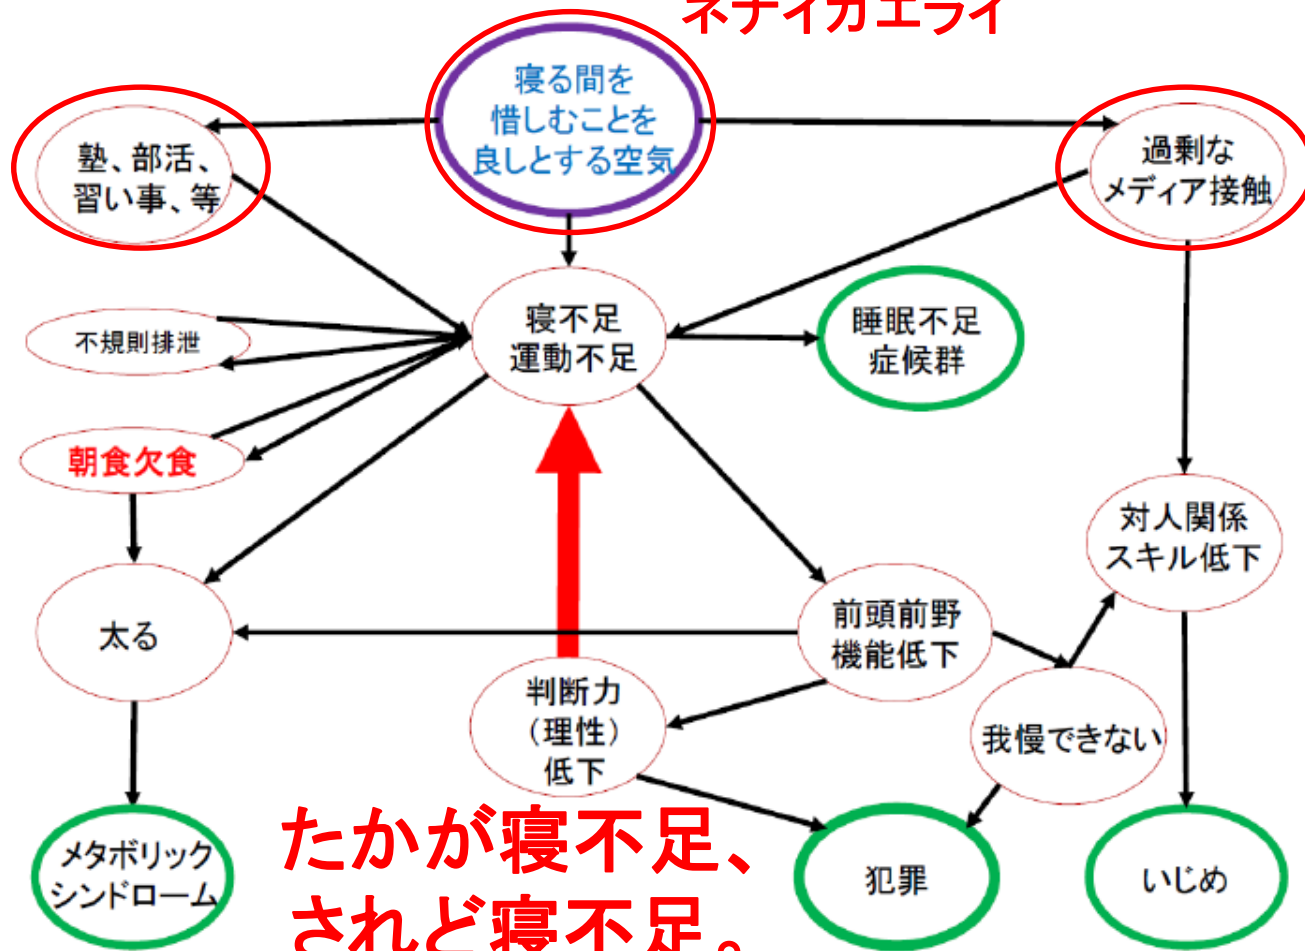 ネナイガエライ
寝る間を
惜しむことを
良しとする空気
塾、部活、
習い事、等
過剰な
メディア接触
寝不足
運動不足
睡眠不足
症候群
不規則排泄
朝食欠食
対人関係
スキル低下
太る
前頭前野
機能低下
判断力
（理性）
低下
我慢できない
メタボリック
シンドローム
たかが寝不足、
されど寝不足。
犯罪
いじめ